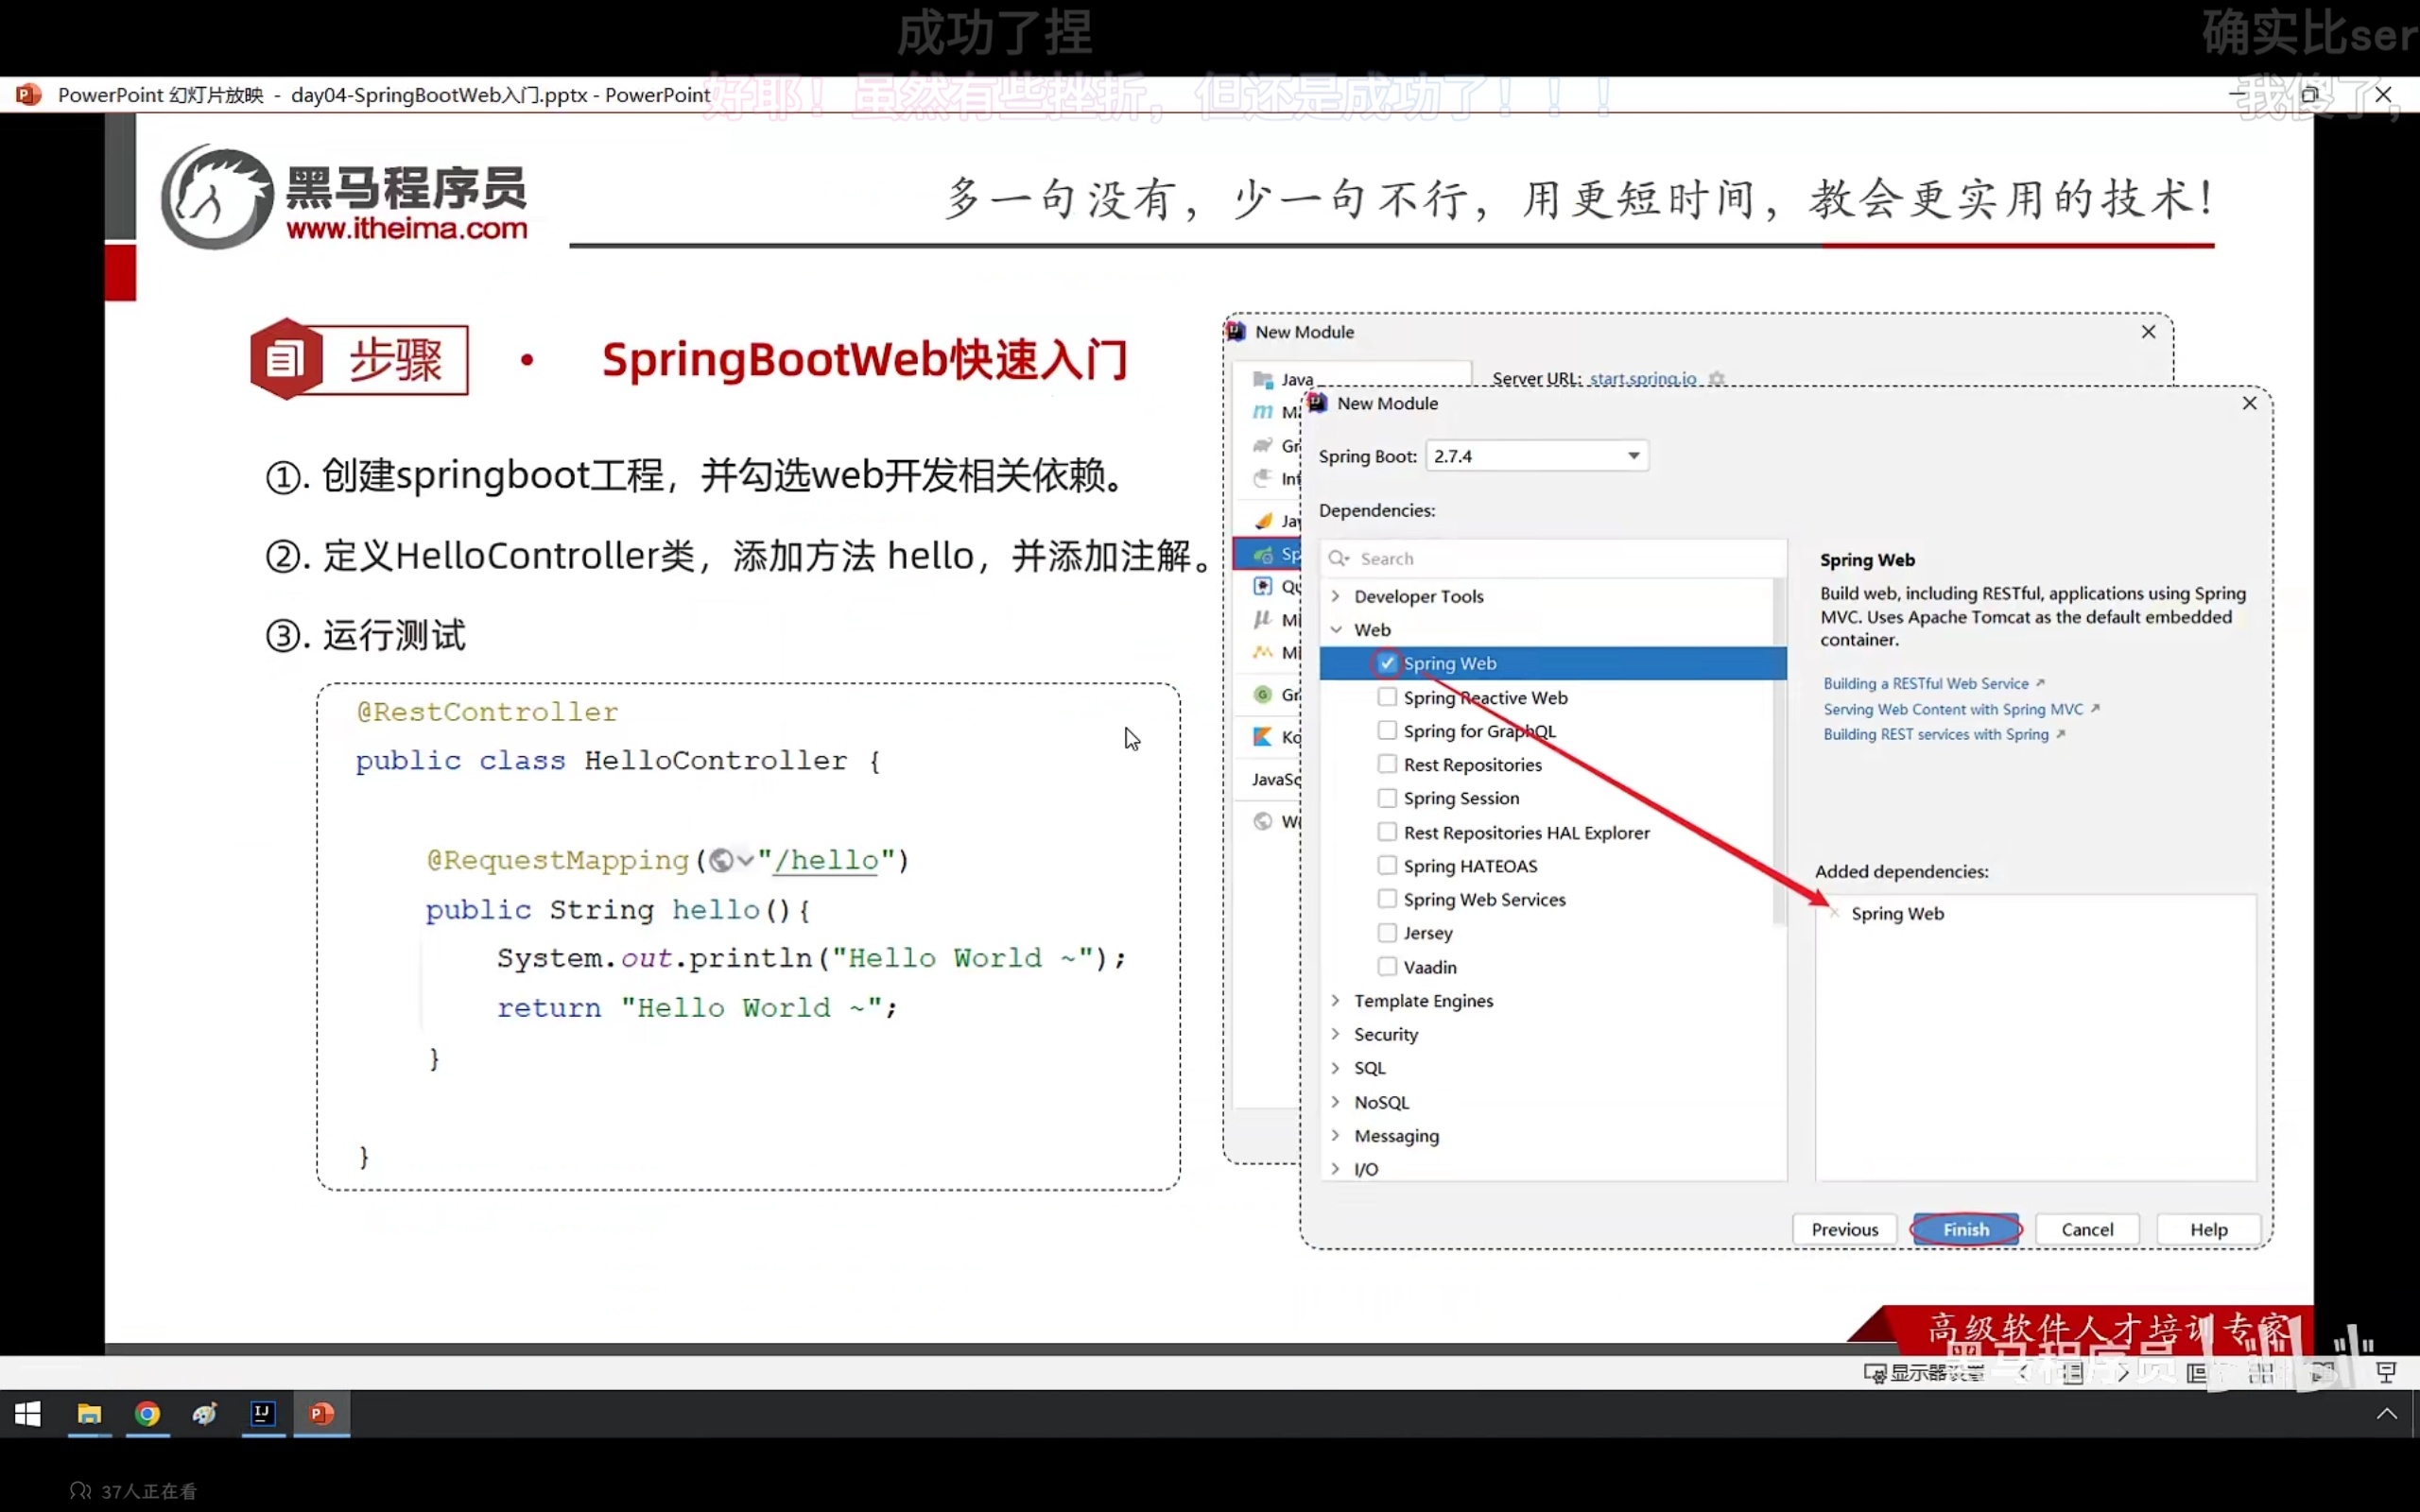 成功了捏
确实比ser
PowerPoint 幻灯片放映 - day04-SpringBootWeb入门.pptx - PowerPoint
好耶！虽然有些挫折，但还是成功了！！！
我傻了，
黑马程序员
www.itheima.com
多一句没有，少一句不行，用更短时间，教会更实用的技术！
步骤
• SpringBootWeb快速入门
①. 创建springboot工程，并勾选web开发相关依赖。
②. 定义HelloController类，添加方法 hello，并添加注解。
③. 运行测试
@RestController
public class HelloController {
@RequestMapping("/hello")
public String hello(){
System.out.println("Hello World ~");
return "Hello World ~";
}
}
New Module
Java
Server URL: start.spring.io
M
Gr
Int
Jav
Sp
Qu
Mi
Mi
Gr
Ko
JavaSc
W
New Module
Spring Boot: 2.7.4
Dependencies:
Search
Developer Tools
Web
Spring Web
Spring Reactive Web
Spring for GraphQL
Rest Repositories
Spring Session
Rest Repositories HAL Explorer
Spring HATEOAS
Spring Web Services
Jersey
Vaadin
Template Engines
Security
SQL
NoSQL
Messaging
I/O
Spring Web
Build web, including RESTful, applications using Spring
MVC. Uses Apache Tomcat as the default embedded
container.
Building a RESTful Web Service
Serving Web Content with Spring MVC
Building REST services with Spring
Added dependencies:
Spring Web
Previous
Finish
Cancel
Help
高级软件人才培训专家
黑马程序员
显示器设置
37人正在看